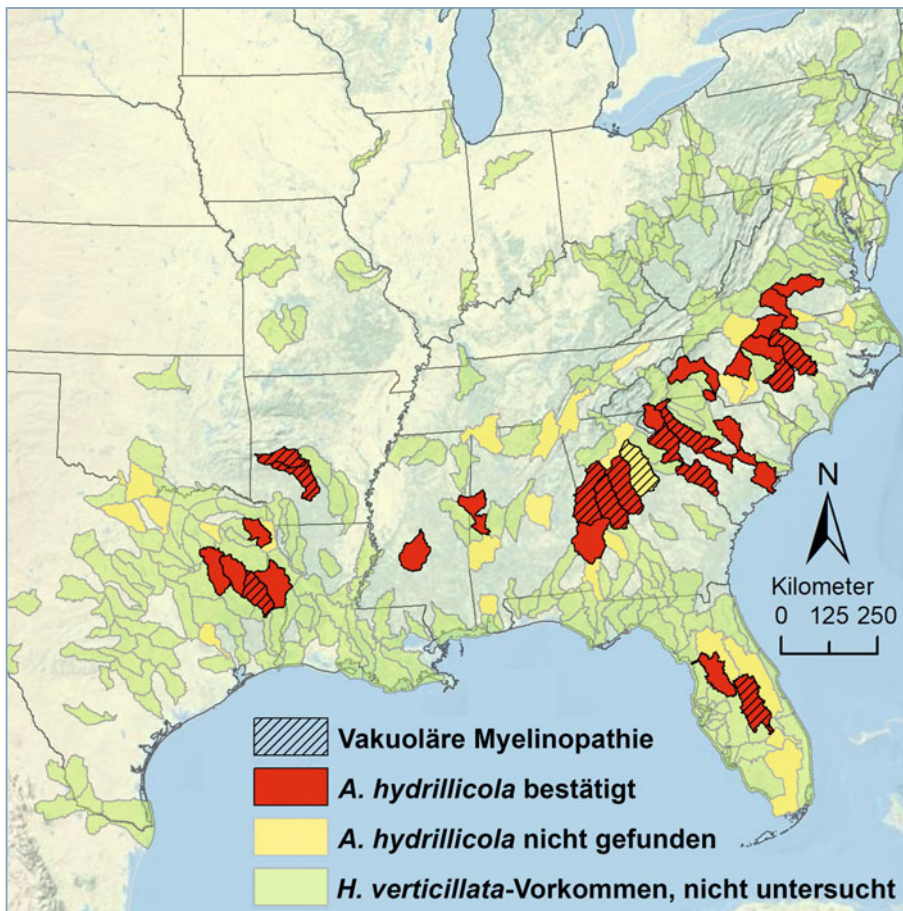 N
Kilometer
0 125 250
Vakuoläre Myelinopathie
A. hydrillicola bestätigt
A. hydrillicola nicht gefunden
H. verticillata-Vorkommen, nicht untersucht